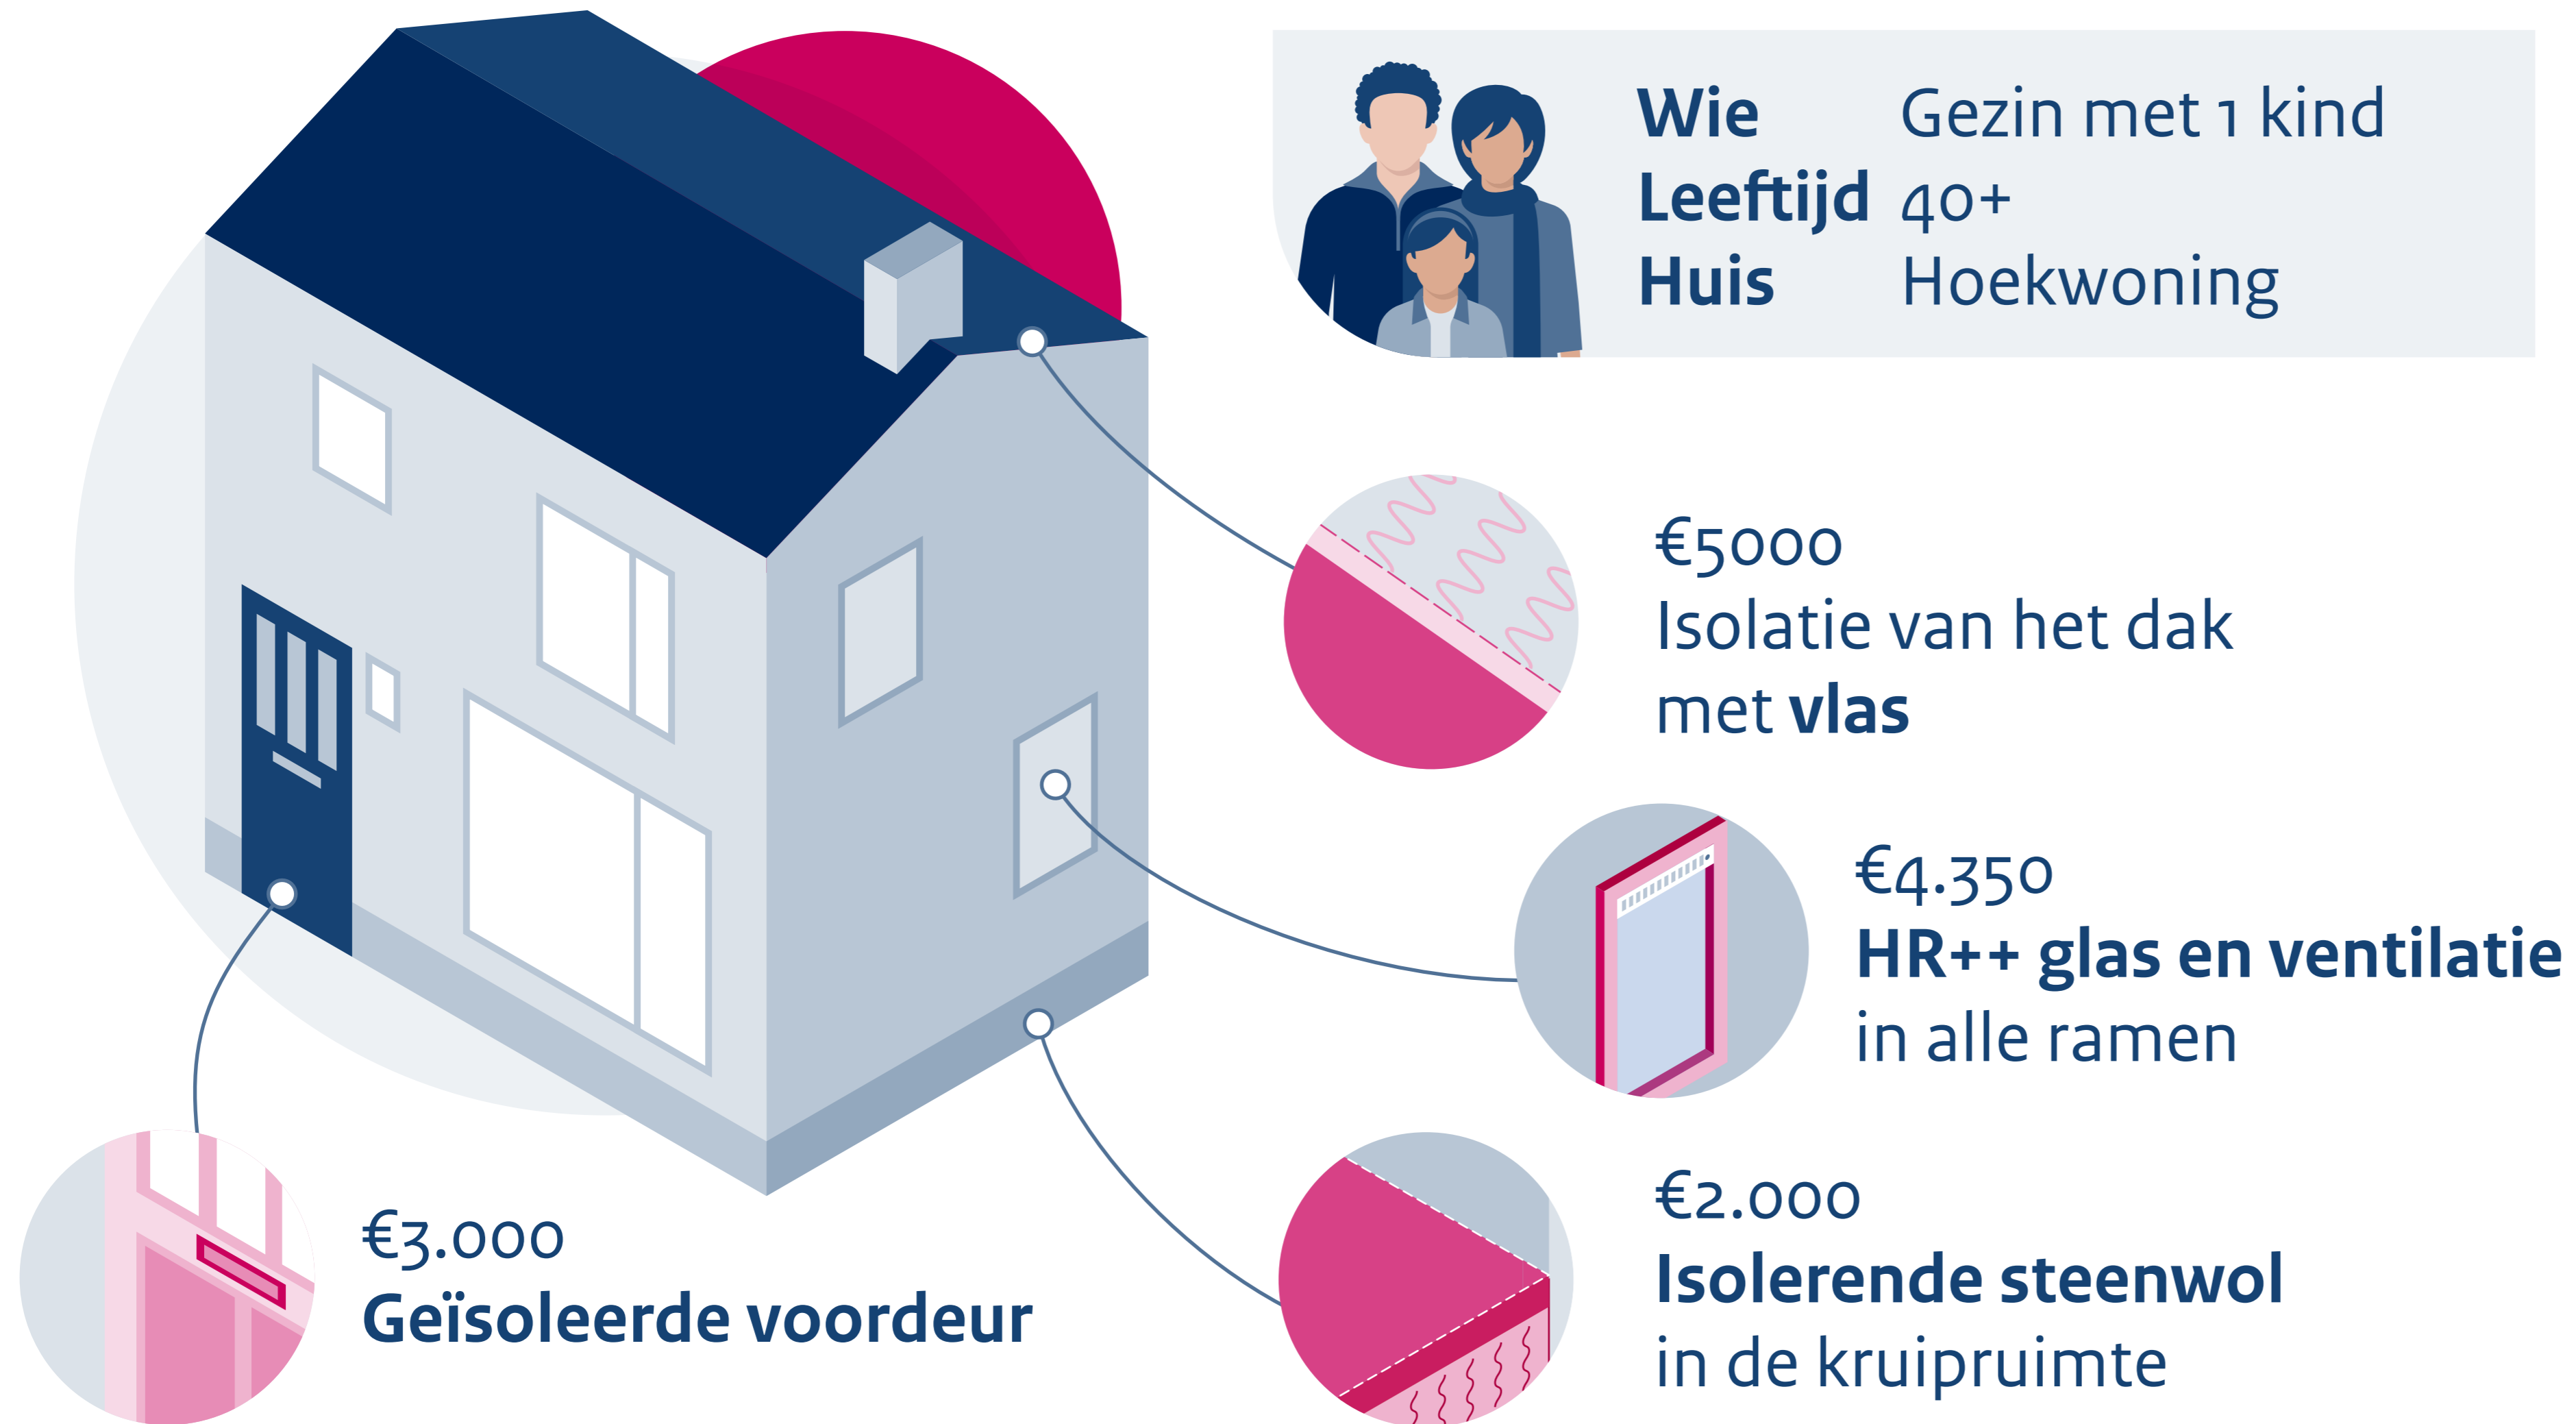 Wie Gezin met 1 kind
Leeftijd 40+
Huis Hoekwoning
€5000
Isolatie van het dak
met vlas
€4.350
HR++ glas en ventilatie
in alle ramen
€2.000
Isolerende steenwol
in de kruipruimte
€3.000
Geïsoleerde voordeur